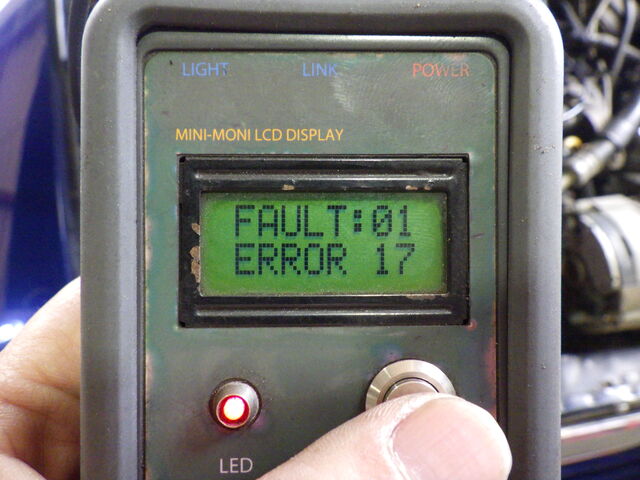 LIGHT LINK POWER
MINI-MONI LCD DISPLAY
FAULT:01
ERROR 17
LED